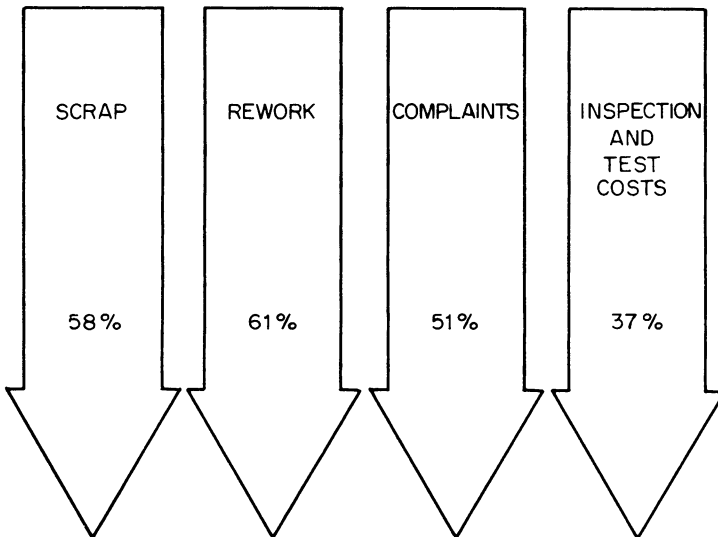 SCRAP
58%
REWORK
61%
COMPLAINTS
51%
INSPECTION
AND
TEST
COSTS
37%